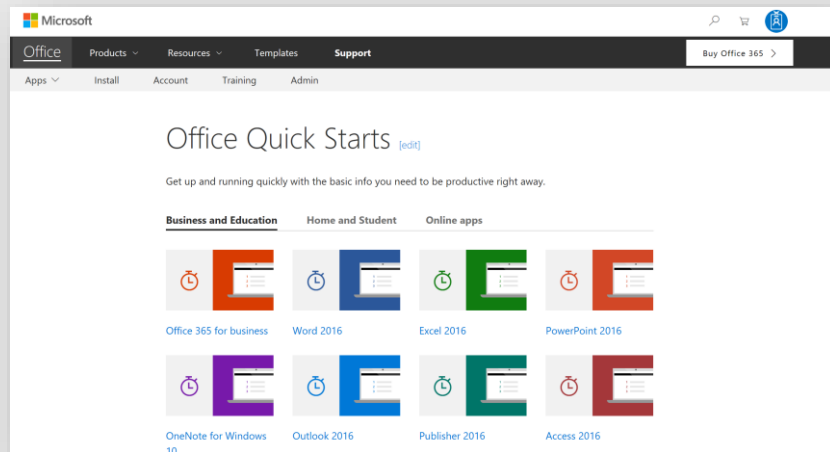 Microsoft
Office Products Resources Templates Support Buy Office 365
Apps Install Account Training Admin
Office Quick Starts [edit]
Get up and running quickly with the basic info you need to be productive right away.
Business and Education Home and Student Online apps
Office 365 for business Word 2016 Excel 2016 PowerPoint 2016
OneNote for Windows Outlook 2016 Publisher 2016 Access 2016
10